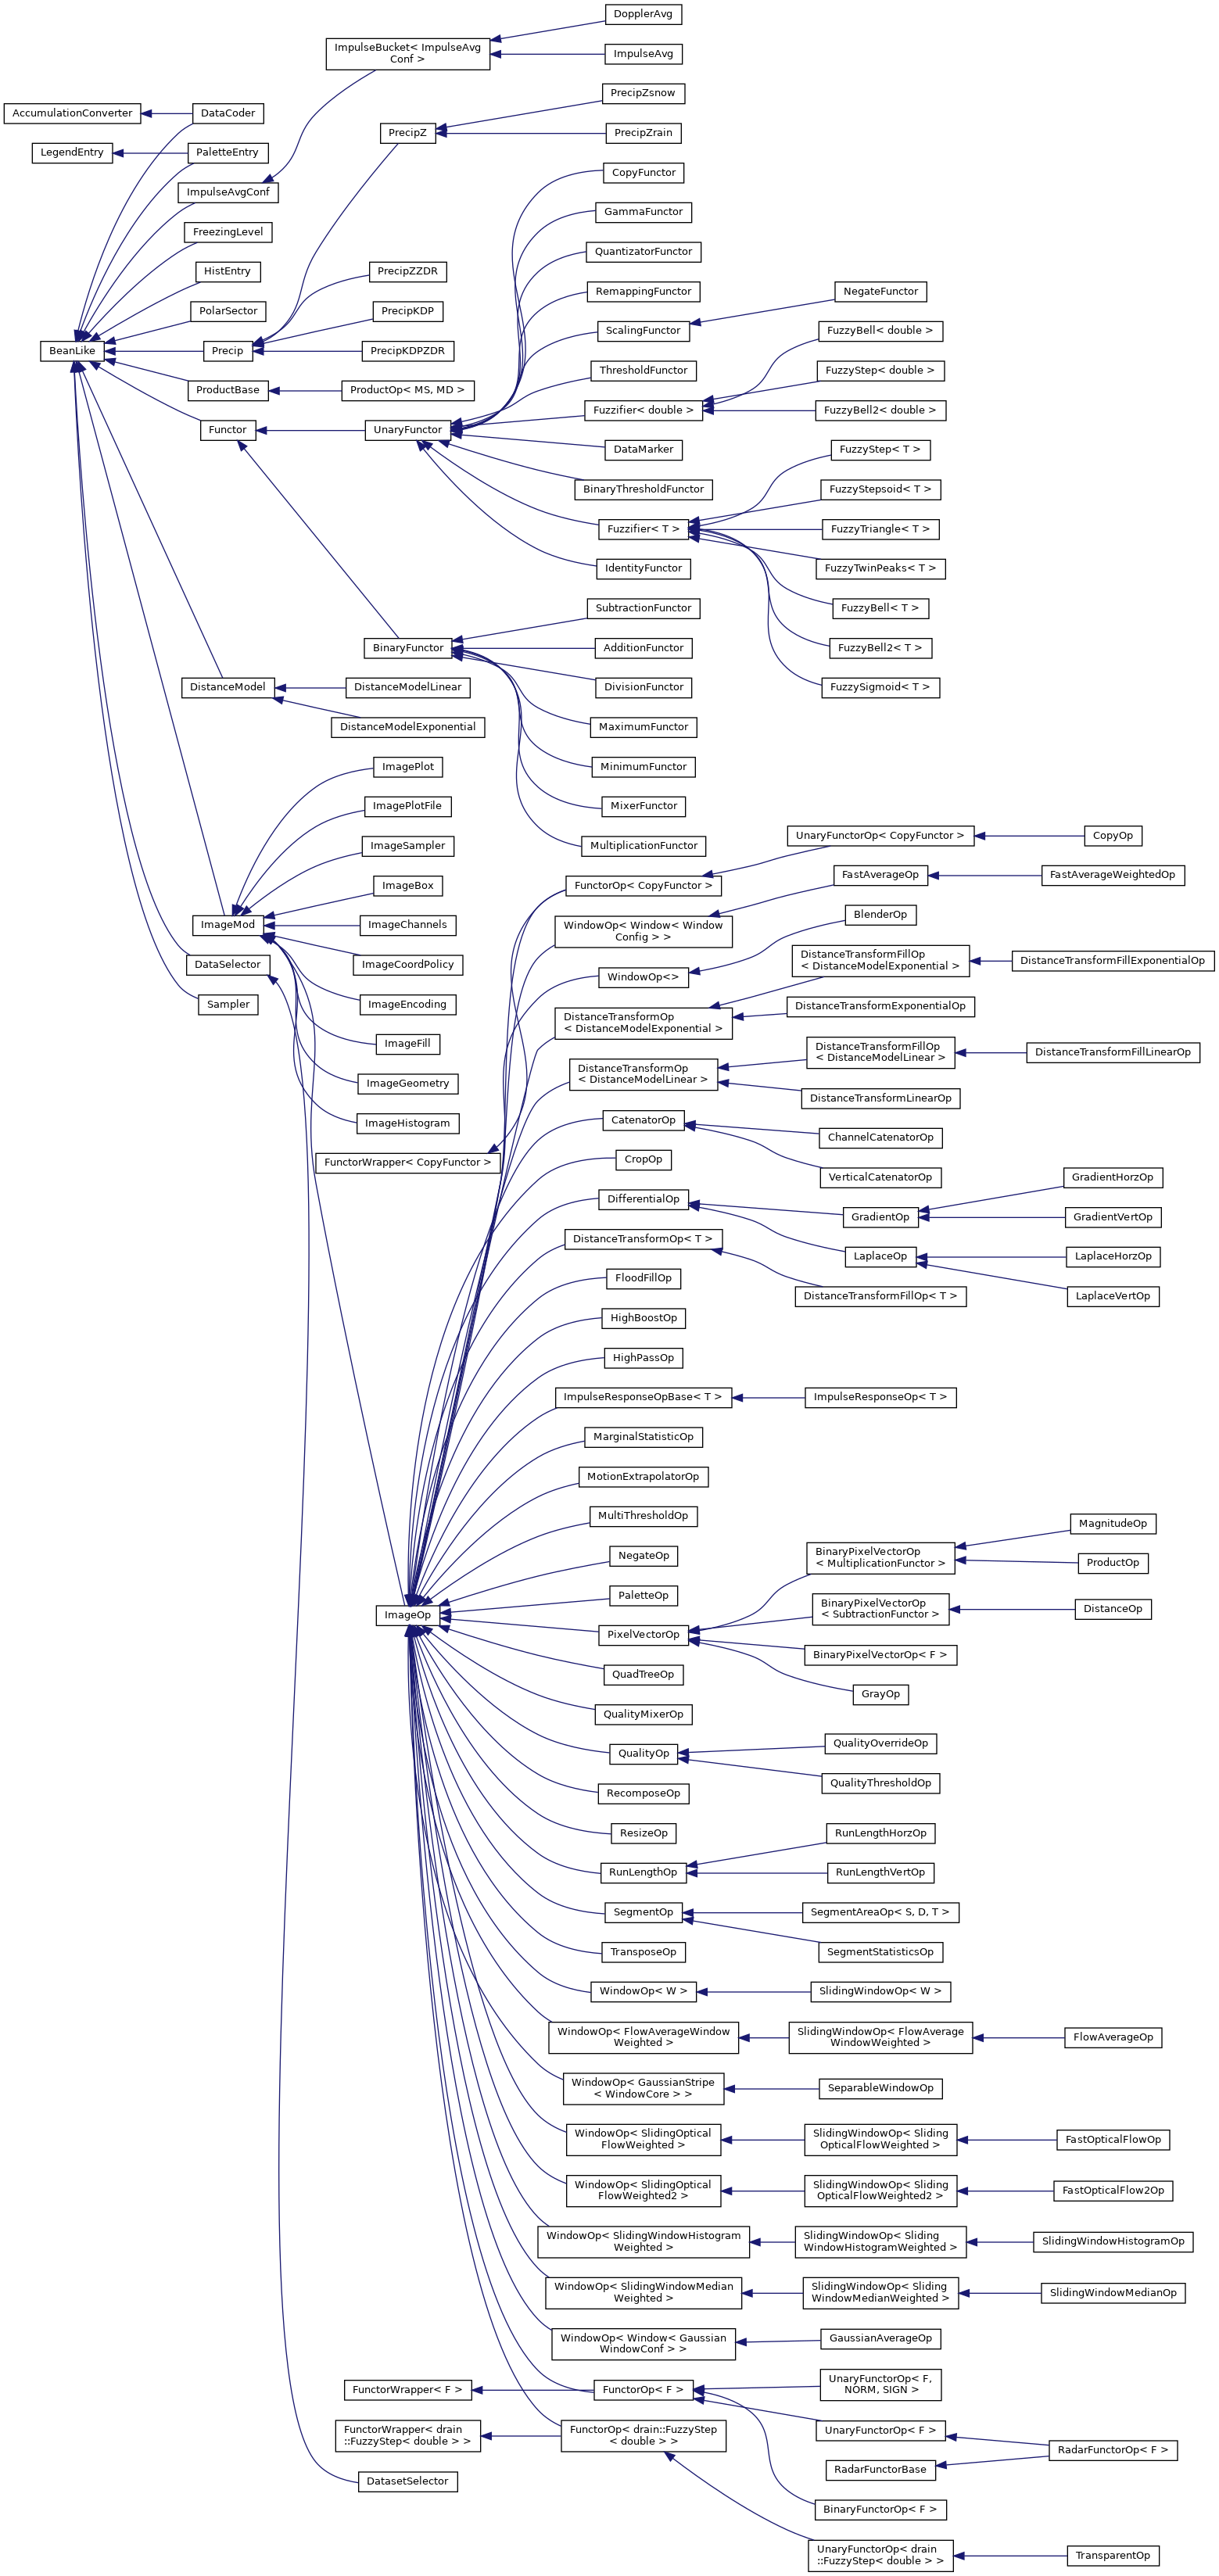 DopplerAvg
ImpulseBucket< ImpulseAvg
Conf >
ImpulseAvg
PrecipZsnow
AccumulationConverter
DataCoder
PrecipZ
PrecipZrain
LegendEntry
PaletteEntry
CopyFunctor
ImpulseAvgConf
GammaFunctor
FreezingLevel
QuantizatorFunctor
HistEntry
PrecipZZDR
RemappingFunctor
NegateFunctor
PolarSector
PrecipKDP
ScalingFunctor
FuzzyBell< double >
BeanLike
Precip
PrecipKDPZDR
ThresholdFunctor
FuzzyStep< double >
ProductBase
ProductOp< MS, MD >
Fuzzifier< double >
FuzzyBell2< double >
Functor
UnaryFunctor
DataMarker
FuzzyStep< T >
BinaryThresholdFunctor
FuzzyStepsoid< T >
Fuzzifier< T >
FuzzyTriangle< T >
IdentityFunctor
FuzzyTwinPeaks< T >
SubtractionFunctor
FuzzyBell< T >
BinaryFunctor
AdditionFunctor
FuzzyBell2< T >
DistanceModel
DistanceModelLinear
DivisionFunctor
FuzzySigmoid< T >
DistanceModelExponential
MaximumFunctor
ImagePlot
MinimumFunctor
ImagePlotFile
MixerFunctor
ImageSampler
MultiplicationFunctor
UnaryFunctorOp< CopyFunctor >
CopyOp
ImageBox
FunctorOp< CopyFunctor >
FastAverageOp
FastAverageWeightedOp
ImageMod
ImageChannels
WindowOp< Window< Window
Config > >
BlenderOp
DataSelector
ImageCoordPolicy
WindowOp<>
DistanceTransformFillOp
< DistanceModelExponential >
DistanceTransformFillExponentialOp
Sampler
ImageEncoding
DistanceTransformOp
< DistanceModelExponential >
DistanceTransformExponentialOp
ImageFill
DistanceTransformFillOp
< DistanceModelLinear >
DistanceTransformFillLinearOp
ImageGeometry
DistanceTransformOp
< DistanceModelLinear >
DistanceTransformLinearOp
ImageHistogram
CatenatorOp
ChannelCatenatorOp
FunctorWrapper< CopyFunctor >
CropOp
VerticalCatenatorOp
GradientHorzOp
DifferentialOp
GradientOp
GradientVertOp
DistanceTransformOp< T >
LaplaceOp
LaplaceHorzOp
FloodFillOp
DistanceTransformFillOp< T >
LaplaceVertOp
HighBoostOp
HighPassOp
ImpulseResponseOpBase< T >
ImpulseResponseOp< T >
MarginalStatisticOp
MotionExtrapolatorOp
MultiThresholdOp
MagnitudeOp
NegateOp
BinaryPixelVectorOp
< MultiplicationFunctor >
ProductOp
PaletteOp
BinaryPixelVectorOp
< SubtractionFunctor >
DistanceOp
ImageOp
PixelVectorOp
BinaryPixelVectorOp< F >
QuadTreeOp
GrayOp
QualityMixerOp
QualityOp
QualityOverrideOp
RecomposeOp
QualityThresholdOp
ResizeOp
RunLengthHorzOp
RunLengthOp
RunLengthVertOp
SegmentOp
SegmentAreaOp< S, D, T >
TransposeOp
SegmentStatisticsOp
WindowOp< W >
SlidingWindowOp< W >
WindowOp< FlowAverageWindow
Weighted >
SlidingWindowOp< FlowAverage
WindowWeighted >
FlowAverageOp
WindowOp< GaussianStripe
< WindowCore > >
SeparableWindowOp
WindowOp< SlidingOptical
FlowWeighted >
SlidingWindowOp< Sliding
OpticalFlowWeighted >
FastOpticalFlowOp
WindowOp< SlidingOptical
FlowWeighted2 >
SlidingWindowOp< Sliding
OpticalFlowWeighted2 >
FastOpticalFlow2Op
WindowOp< SlidingWindowHistogram
Weighted >
SlidingWindowOp< Sliding
WindowHistogramWeighted >
SlidingWindowHistogramOp
WindowOp< SlidingWindowMedian
Weighted >
SlidingWindowOp< Sliding
WindowMedianWeighted >
SlidingWindowMedianOp
WindowOp< Window< Gaussian
WindowConf > >
GaussianAverageOp
FunctorWrapper< F >
FunctorOp< F >
UnaryFunctorOp< F,
NORM, SIGN >
FunctorWrapper< drain
::FuzzyStep< double > >
FunctorOp< drain::FuzzyStep
< double > >
UnaryFunctorOp< F >
RadarFunctorOp< F >
RadarFunctorBase
DatasetSelector
BinaryFunctorOp< F >
UnaryFunctorOp< drain
::FuzzyStep< double > >
TransparentOp